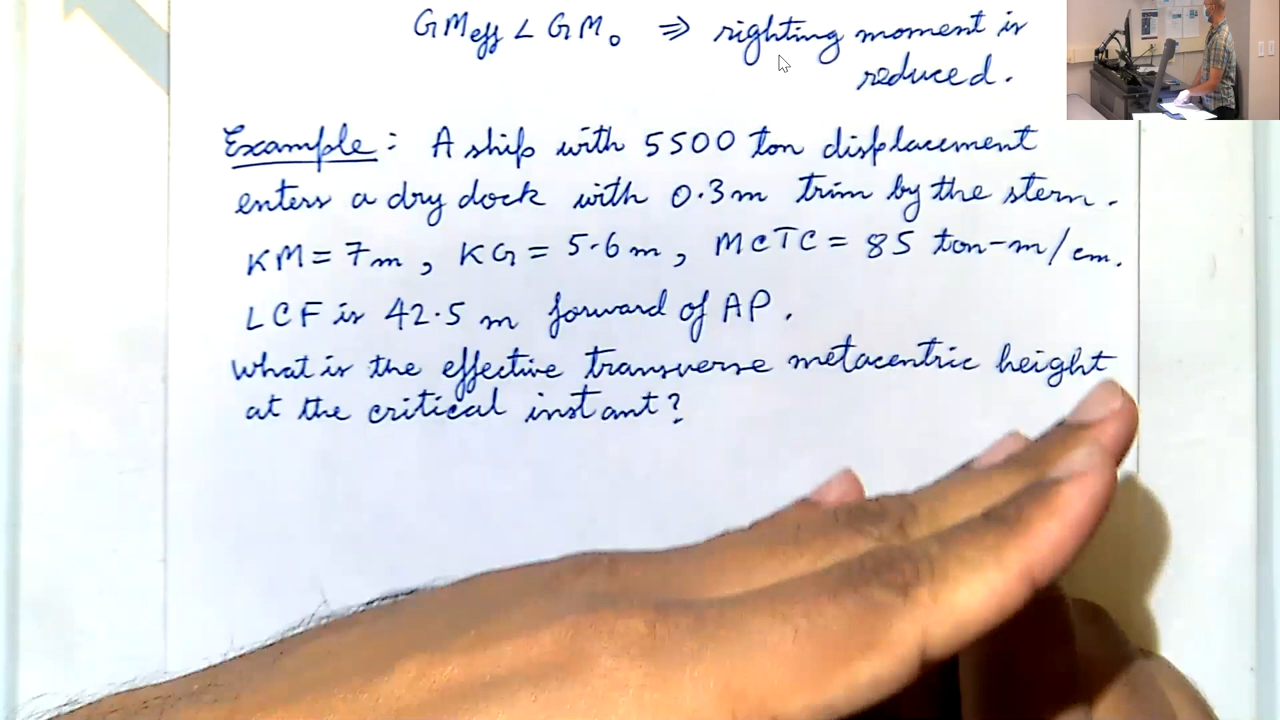 GMeff < GM₀ ⇒ righting moment is
reduced.
Example: A ship with 5500 ton displacement
enters a dry dock with 0.3m trim by the stern.
KM = 7m, KG = 5.6m, MCTC = 85 ton-m/cm.
LCF is 42.5 m forward of AP.
What is the effective transverse metacentric height
at the critical instant?